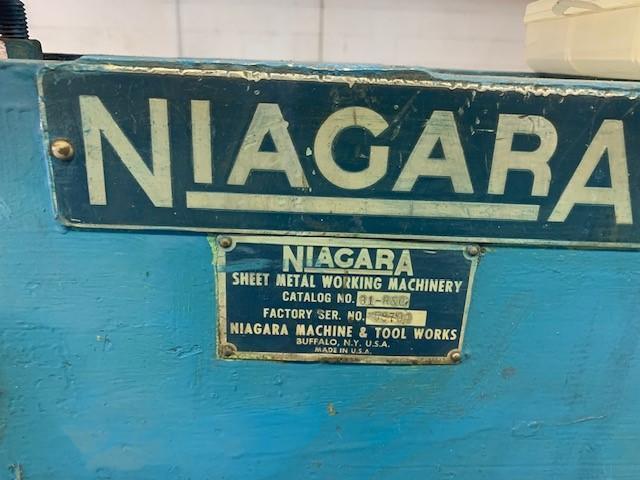 NIAGARA
NIAGARA
SHEET METAL WORKING MACHINERY
CATALOG NO.
FACTORY SER. NO.
NIAGARA MACHINE & TOOL WORKS
BUFFALO, N.Y. U.S.A.
MADE IN U.S.A.